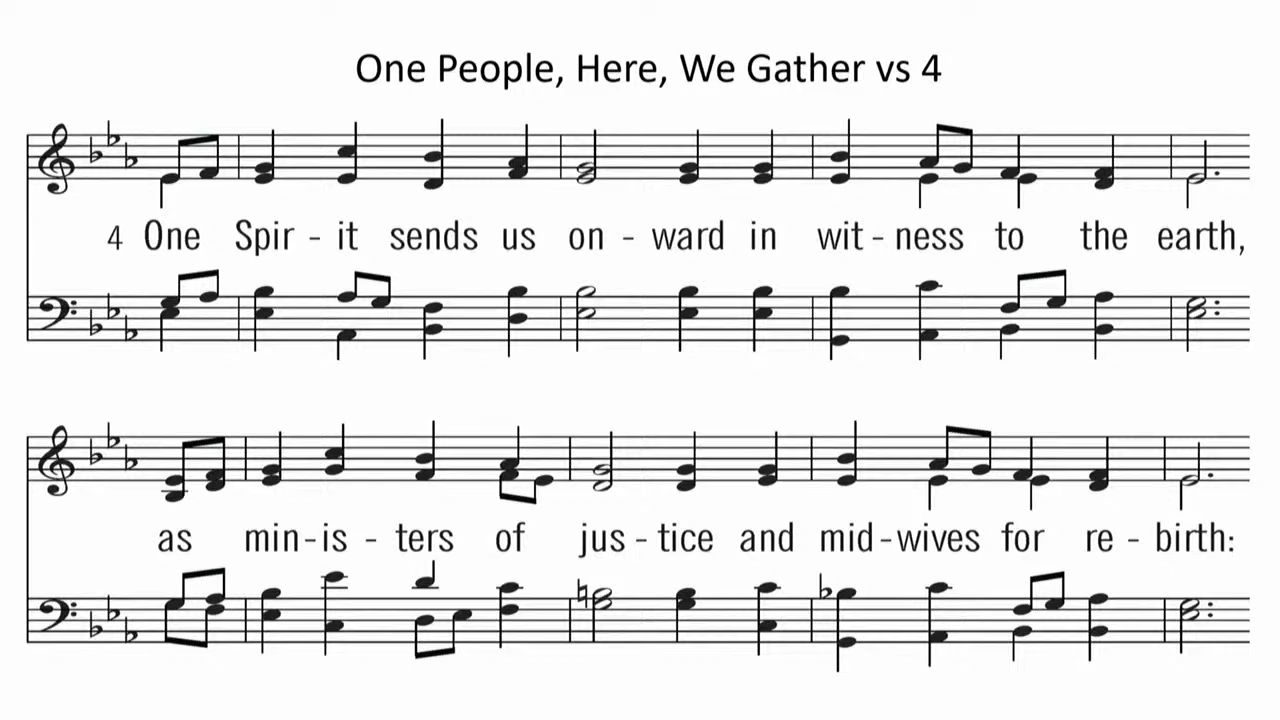 One People, Here, We Gather vs 4
4 One Spir - it sends us on - ward in wit - ness to the earth,
as min - is - ters of jus - tice and mid - wives for re - birth: